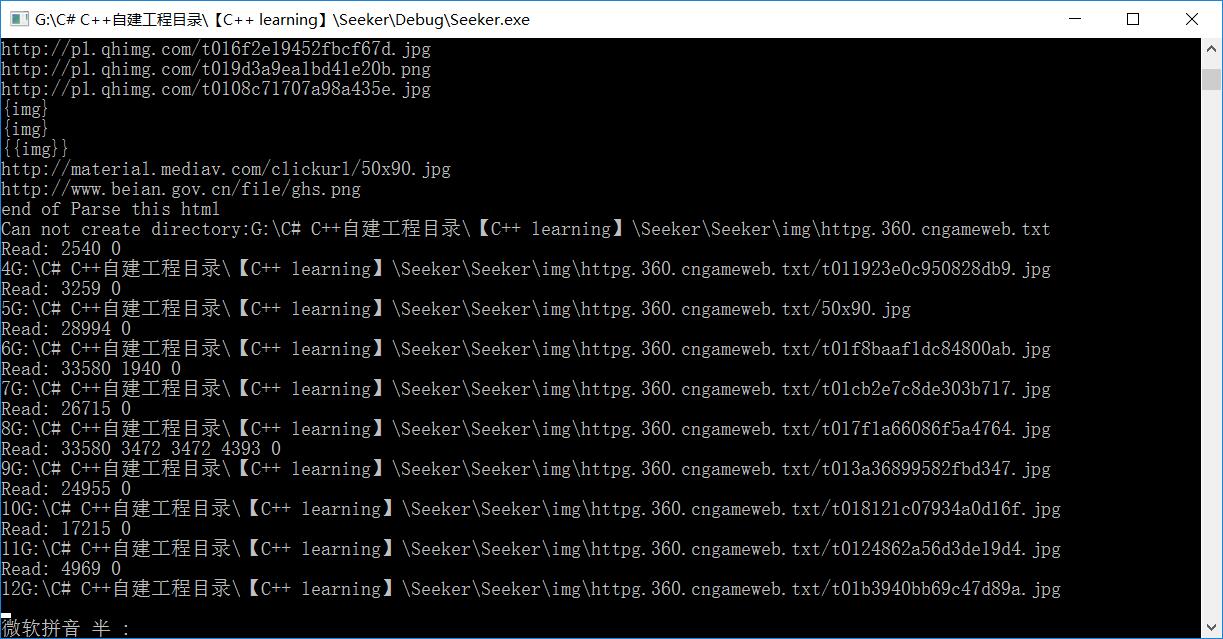 G:\C# C++自建工程目录\【C++ learning】\Seeker\Debug\Seeker.exe
http://p1.qhimg.com/t016f2e19452fbcf67d.jpg
http://p1.qhimg.com/t019d3a9ea1bd41e20b.png
http://p1.qhimg.com/t0108c71707a98a435e.jpg
{img}
{img}
{{img}}
http://material.mediav.com/clickurl/50x90.jpg
http://www.beian.gov.cn/file/ghs.png
end of Parse this html
Can not create directory:G:\C# C++自建工程目录\【C++ learning】\Seeker\Seeker\img\httpg.360.cngameweb.txt
Read: 2540 0
4G:\C# C++自建工程目录\【C++ learning】\Seeker\Seeker\img\httpg.360.cngameweb.txt/t011923e0c950828db9.jpg
Read: 3259 0
5G:\C# C++自建工程目录\【C++ learning】\Seeker\Seeker\img\httpg.360.cngameweb.txt/50x90.jpg
Read: 28994 0
6G:\C# C++自建工程目录\【C++ learning】\Seeker\Seeker\img\httpg.360.cngameweb.txt/t01f8baaf1dc84800ab.jpg
Read: 33580 1940 0
7G:\C# C++自建工程目录\【C++ learning】\Seeker\Seeker\img\httpg.360.cngameweb.txt/t01cb2e7c8de303b717.jpg
Read: 26715 0
8G:\C# C++自建工程目录\【C++ learning】\Seeker\Seeker\img\httpg.360.cngameweb.txt/t017f1a66086f5a4764.jpg
Read: 33580 3472 3472 4393 0
9G:\C# C++自建工程目录\【C++ learning】\Seeker\Seeker\img\httpg.360.cngameweb.txt/t013a36899582fbd347.jpg
Read: 24955 0
10G:\C# C++自建工程目录\【C++ learning】\Seeker\Seeker\img\httpg.360.cngameweb.txt/t018121c07934a0d16f.jpg
Read: 17215 0
11G:\C# C++自建工程目录\【C++ learning】\Seeker\Seeker\img\httpg.360.cngameweb.txt/t0124862a56d3de19d4.jpg
Read: 4969 0
12G:\C# C++自建工程目录\【C++ learning】\Seeker\Seeker\img\httpg.360.cngameweb.txt/t01b3940bb69c47d89a.jpg
微软拼音 半 :